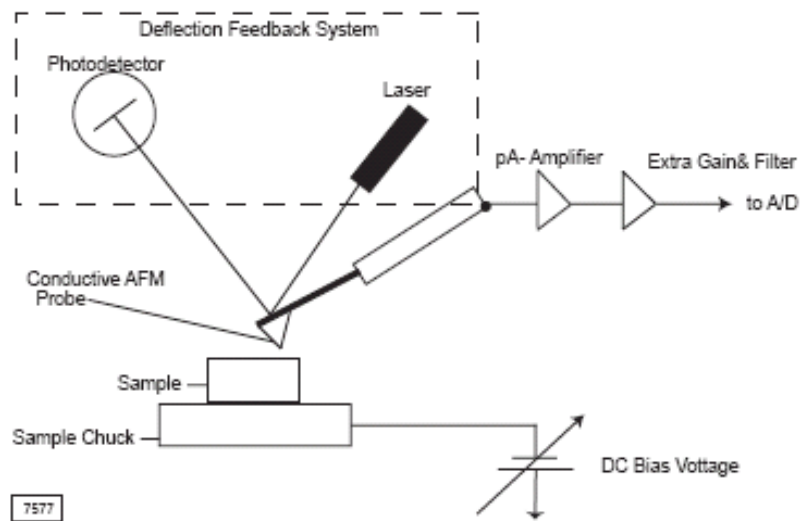 Deflection Feedback System
Photodetector
Laser
pA- Amplifier
Extra Gain& Filter
to A/D
Conductive AFM
Probe
Sample
Sample Chuck
DC Bias Vottage
7577